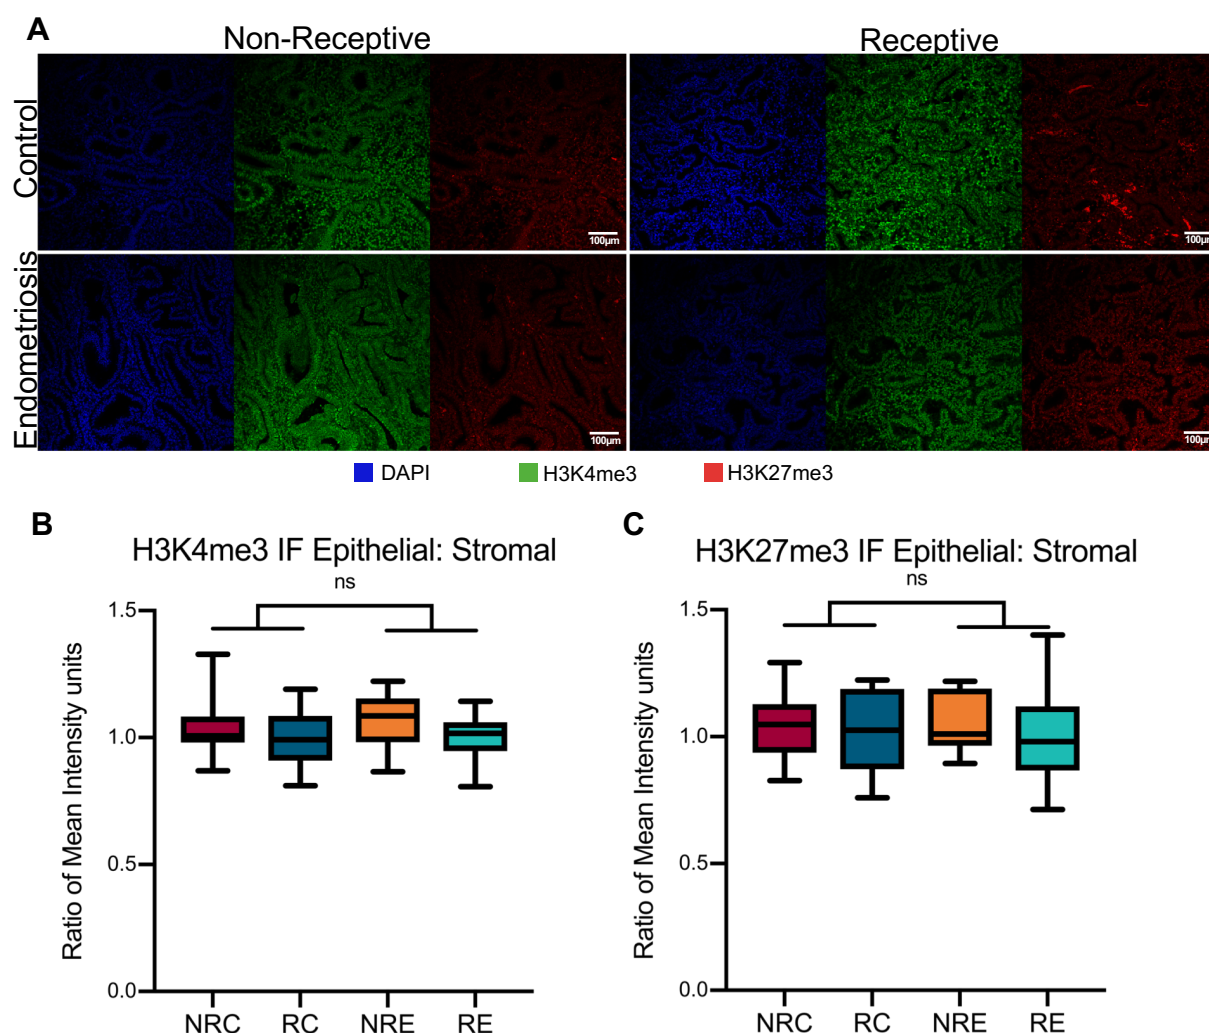 A
Non-Receptive
Receptive
Control
100µm
100µm
Endometriosis
100µm
100µm
DAPI
H3K4me3
H3K27me3
B
H3K4me3 IF Epithelial: Stromal
ns
Ratio of Mean Intensity units
1.5
1.0
0.5
0.0
NRC
RC
NRE
RE
C
H3K27me3 IF Epithelial: Stromal
ns
Ratio of Mean Intensity units
1.5
1.0
0.5
0.0
NRC
RC
NRE
RE